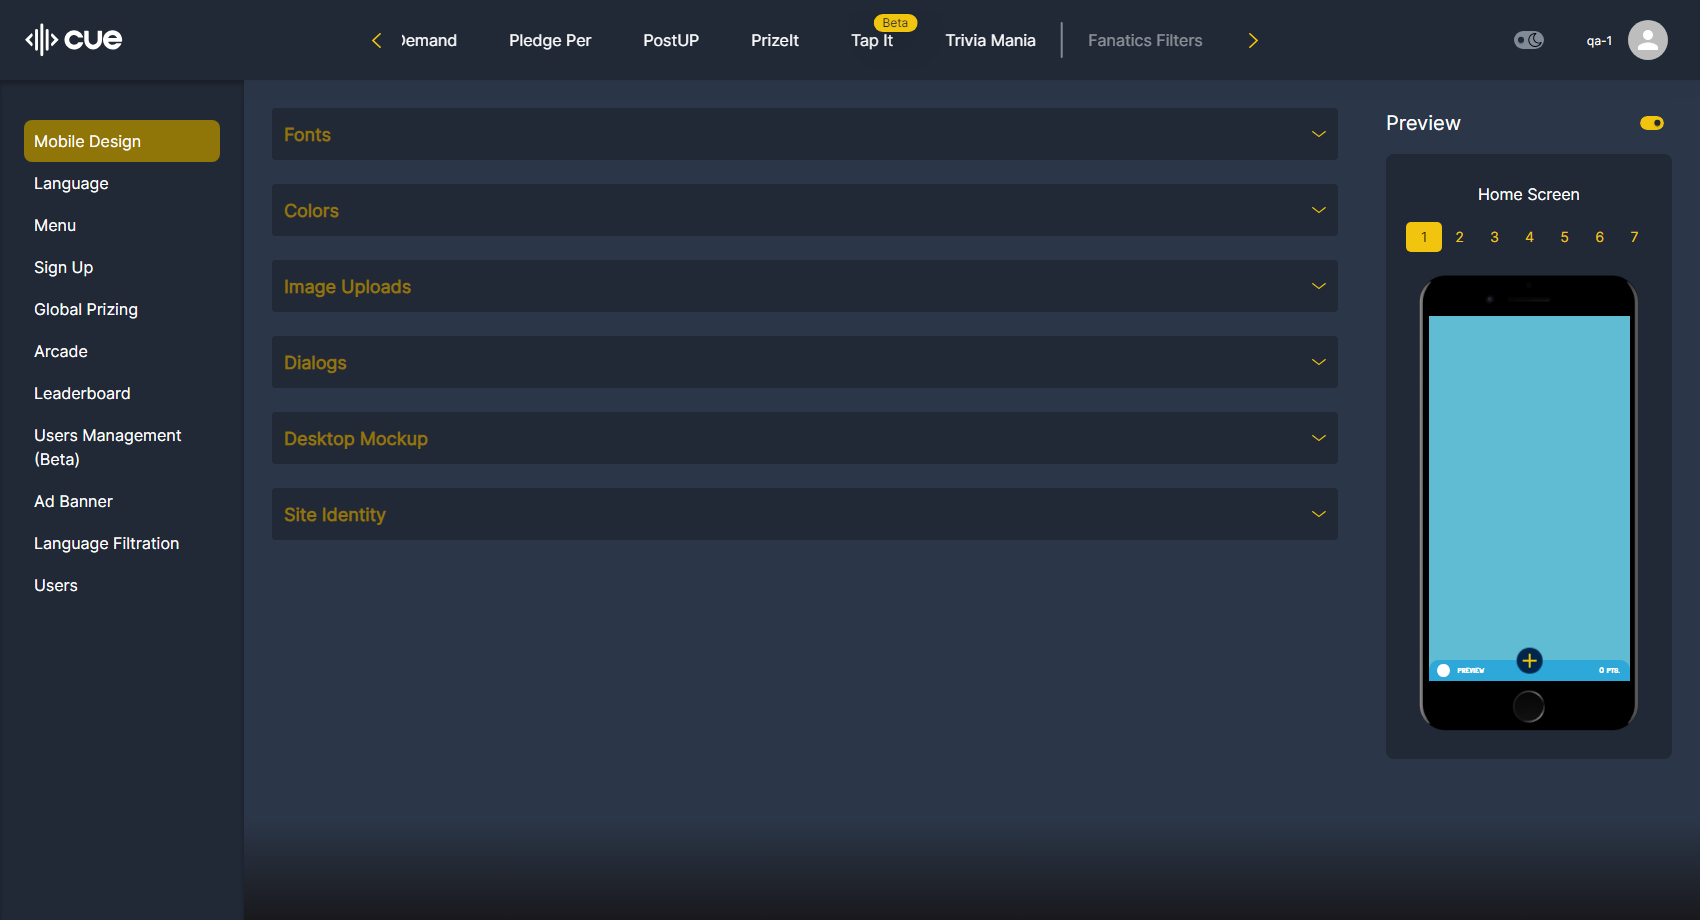 cue
Demand
Pledge Per
PostUP
PrizeIt
Beta
Tap It
Trivia Mania
Fanatics Filters
qa-1
Mobile Design
Language
Menu
Sign Up
Global Prizing
Arcade
Leaderboard
Users Management
(Beta)
Ad Banner
Language Filtration
Users
Fonts
Colors
Image Uploads
Dialogs
Desktop Mockup
Site Identity
Preview
Home Screen
1 2 3 4 5 6 7
PREVIEW
0 PTS.